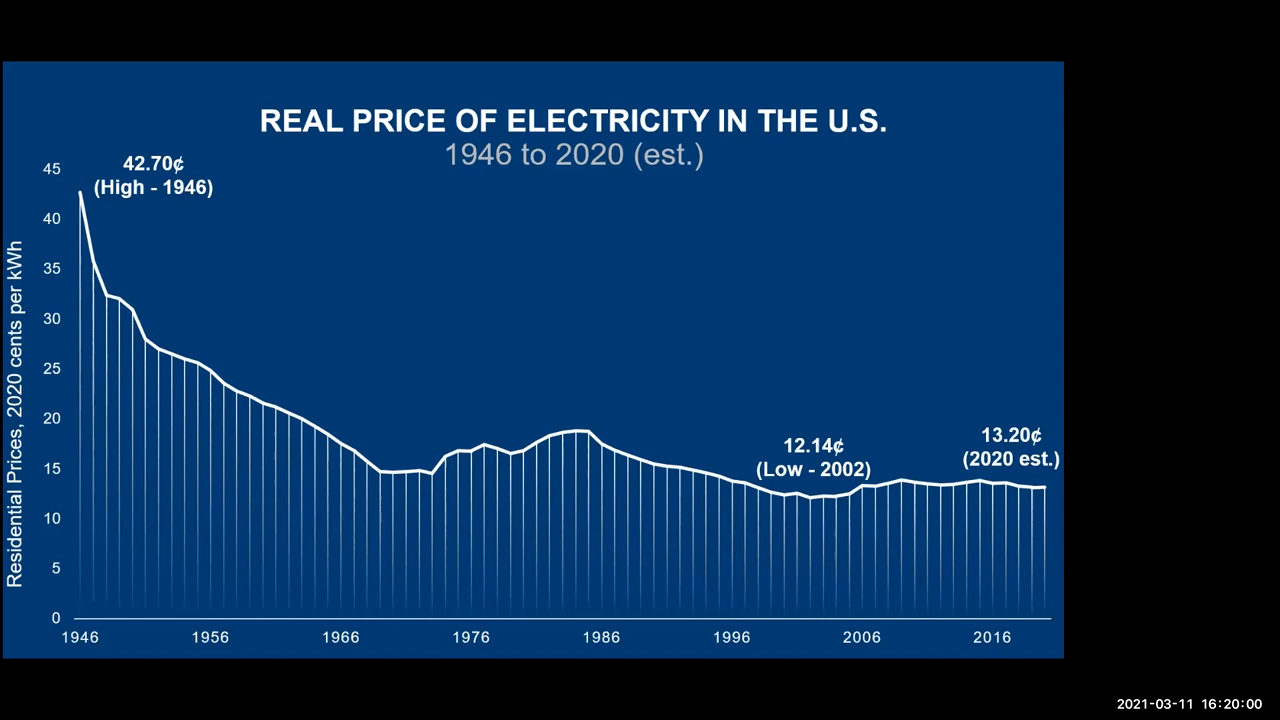 REAL PRICE OF ELECTRICITY IN THE U.S.
1946 to 2020 (est.)
Residential Prices, 2020 cents per kWh
45
40
35
30
25
20
15
10
5
0
42.70¢
(High - 1946)
12.14¢
(Low - 2002)
13.20¢
(2020 est.)
1946 1956 1966 1976 1986 1996 2006 2016
2021-03-11 16:20:00